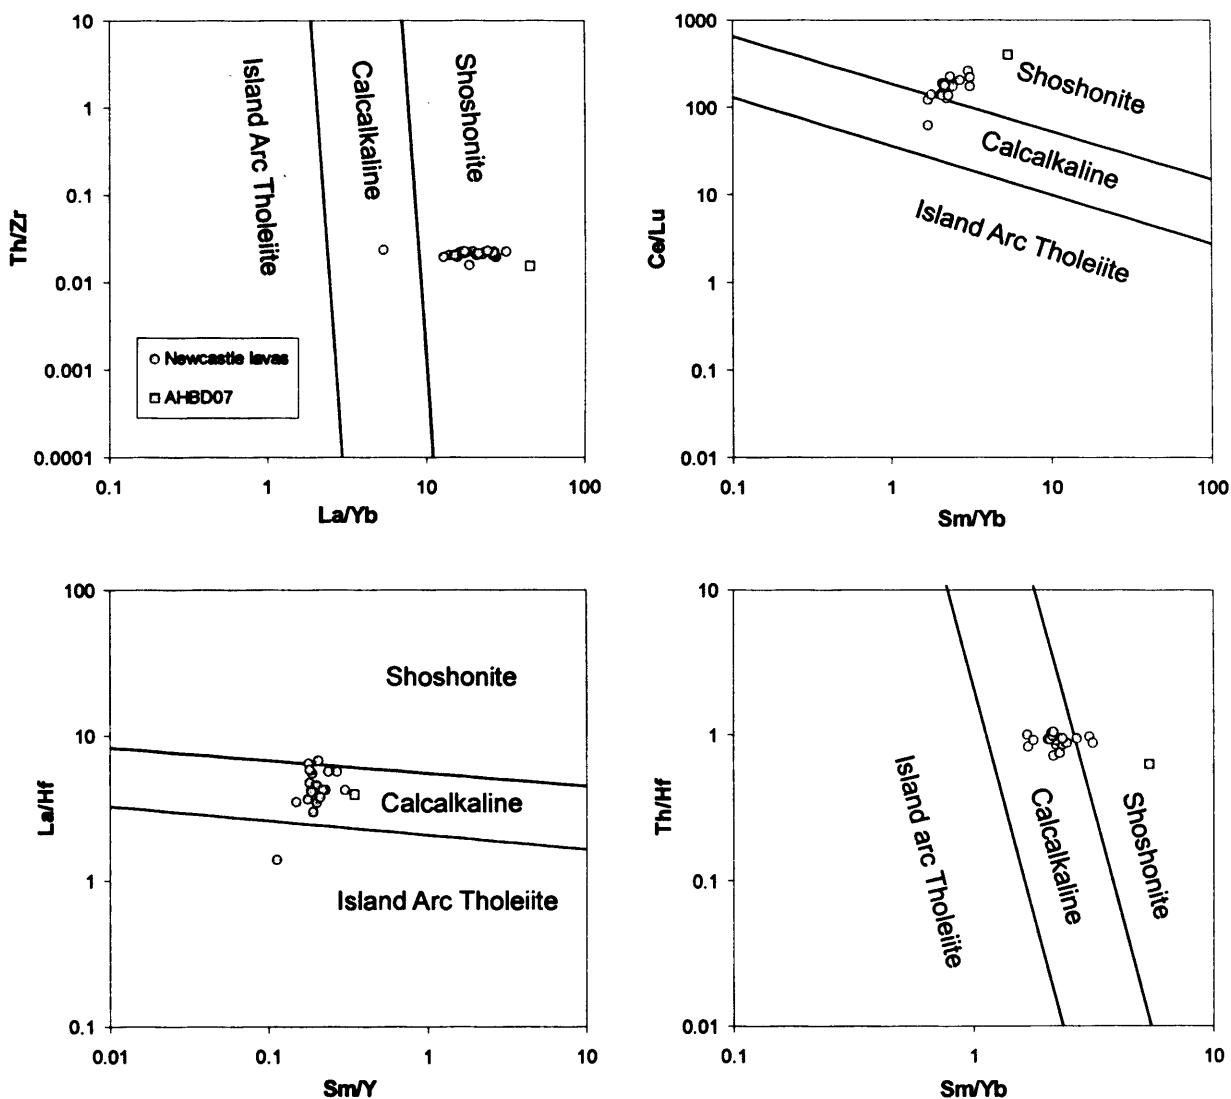 10
1
0.1
0.01
0.001
0.0001
Th/Zr
Island Arc Tholeiite
Calcalkaline
Shoshonite
Newcastle lavas
AHBD07
0.1 1 10 100
La/Yb
1000
100
10
1
0.1
0.01
Ce/Lu
Shoshonite
Calcalkaline
Island Arc Tholeiite
0.1 1 10 100
Sm/Yb
100
10
1
0.1
La/Hf
Shoshonite
Calcalkaline
Island Arc Tholeiite
0.01 0.1 1 10
Sm/Y
10
1
0.1
0.01
Th/Hf
Island arc Tholeiite
Calcalkaline
Shoshonite
0.1 1 10
Sm/Yb